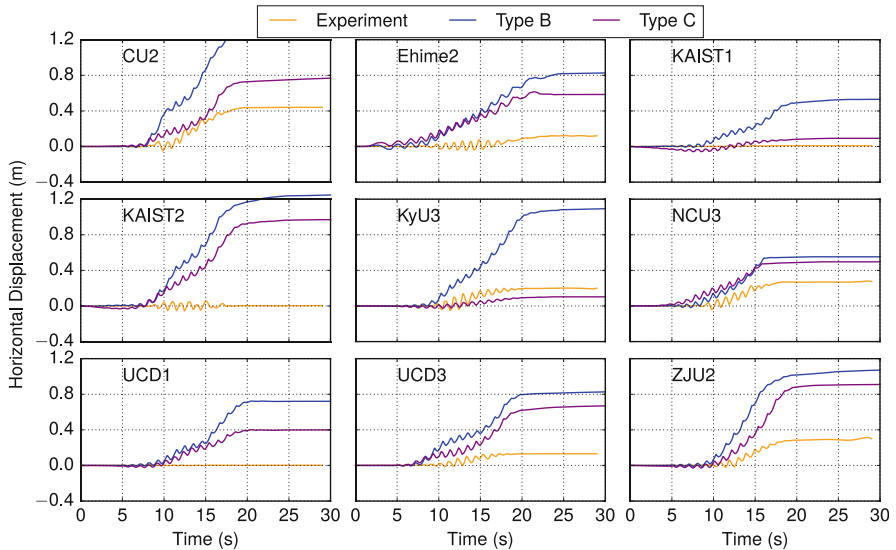 Experiment Type B Type C
CU2 Ehime2 KAIST1
1.2
0.8
0.4
0.0
−0.4
KAIST2 KyU3 NCU3
1.2
0.8
0.4
0.0
−0.4
UCD1 UCD3 ZJU2
1.2
0.8
0.4
0.0
−0.4
Horizontal Displacement (m)
0 5 10 15 20 25 30 0 5 10 15 20 25 30 0 5 10 15 20 25 30
Time (s) Time (s) Time (s)